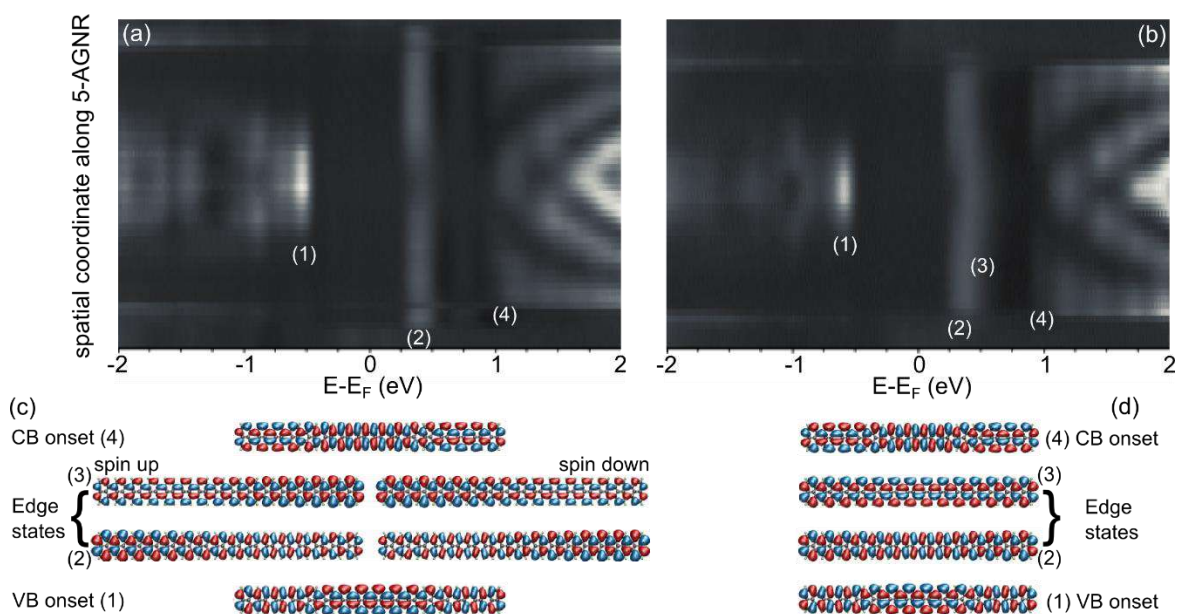 (a)
spatial coordinate along 5-AGNR
(1)
(2)
(4)
-2 -1 0 1 2
E-EF (eV)
(b)
(1)
(3)
(2)
(4)
-2 -1 0 1 2
E-EF (eV)
(c)
CB onset (4)
(3) spin up spin down
Edge
states
(2)
VB onset (1)
(d)
(4) CB onset
(3)
Edge
states
(2)
(1) VB onset